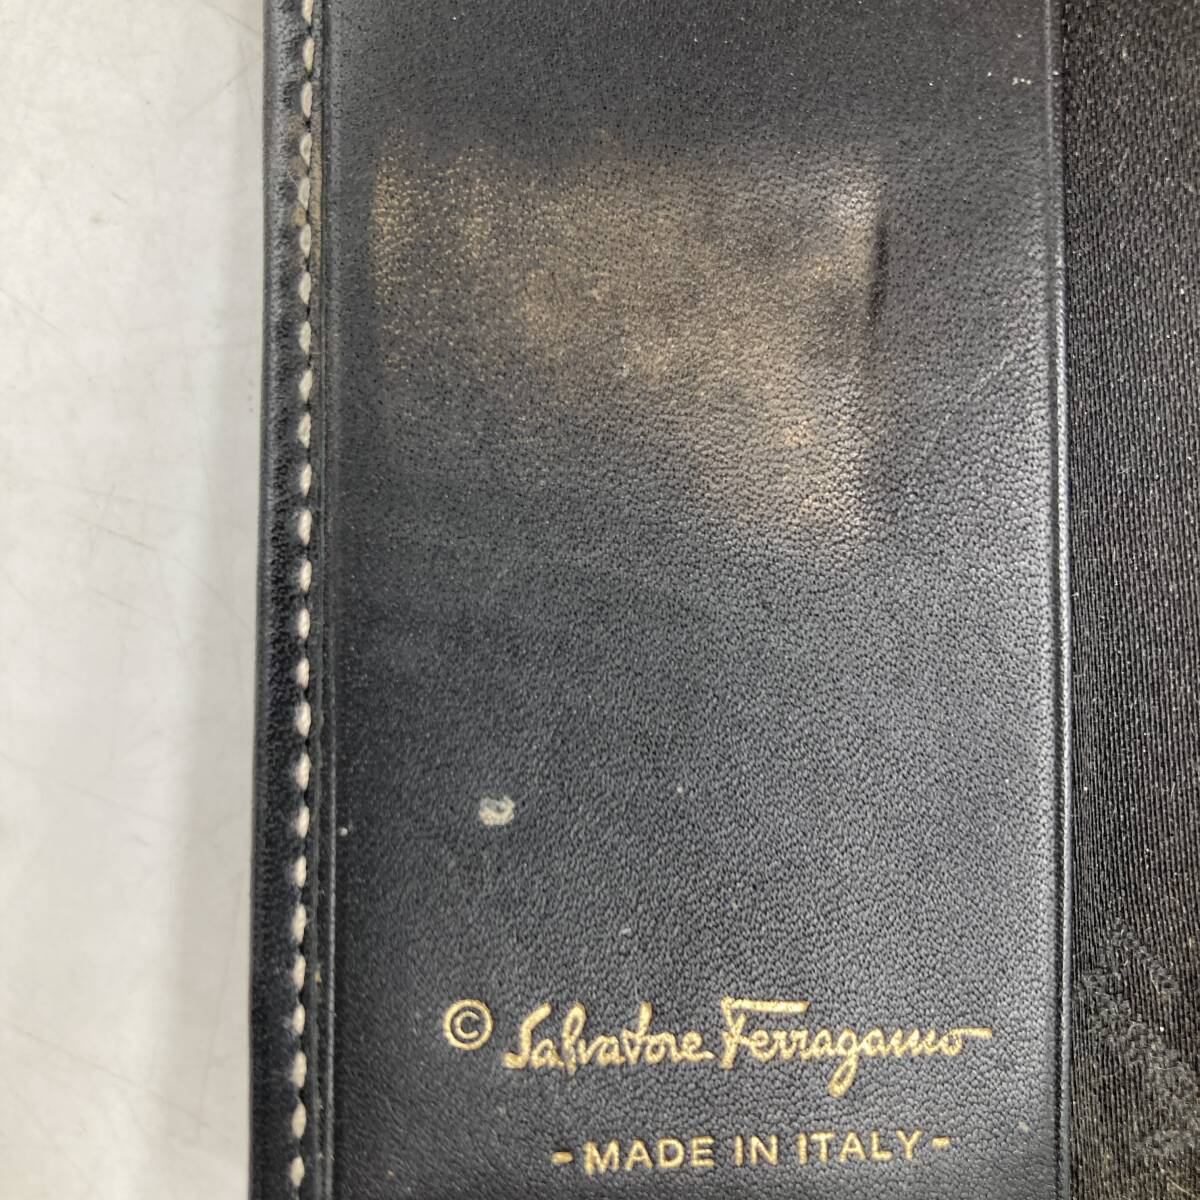 © Salvatore Ferragamo
-MADE IN ITALY-